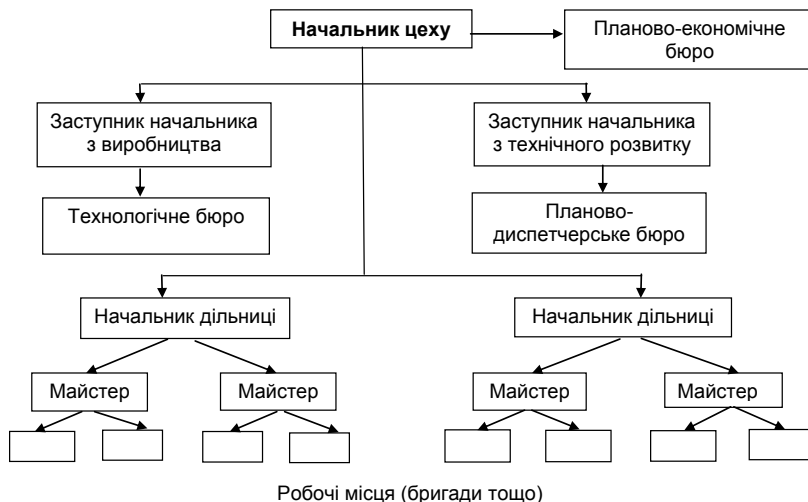 Начальник цеху
Планово-економічне
бюро
Заступник начальника
з виробництва
Заступник начальника
з технічного розвитку
Технологічне бюро
Планово-
диспетчерське бюро
Начальник дільниці
Начальник дільниці
Майстер
Майстер
Майстер
Майстер
Робочі місця (бригади тощо)